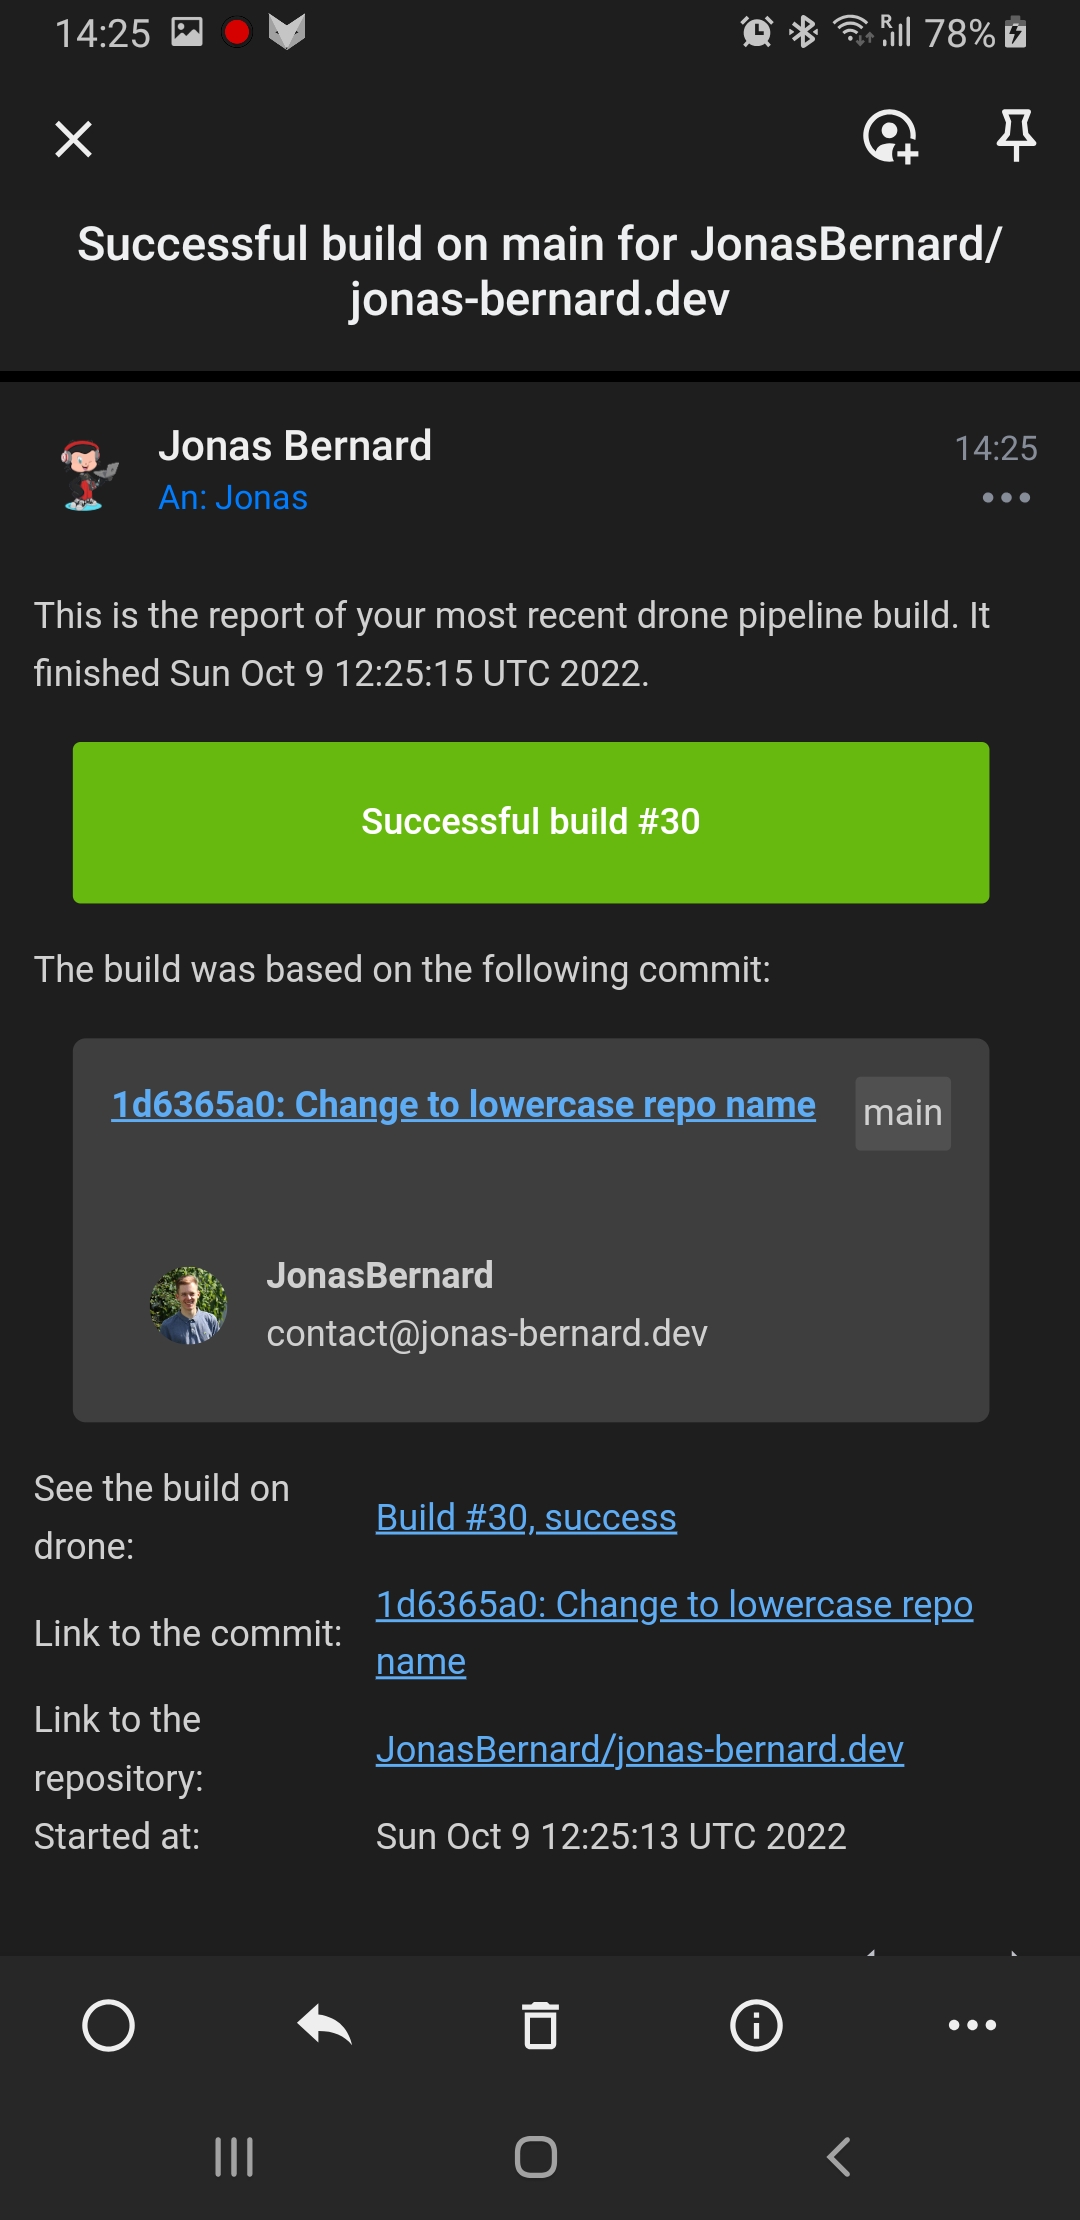 14:25
R
78%
Successful build on main for JonasBernard/
jonas-bernard.dev
Jonas Bernard
14:25
An: Jonas
This is the report of your most recent drone pipeline build. It
finished Sun Oct 9 12:25:15 UTC 2022.
Successful build #30
The build was based on the following commit:
1d6365a0: Change to lowercase repo name
main
JonasBernard
contact@jonas-bernard.dev
See the build on
drone:
Build #30, success
Link to the commit:
1d6365a0: Change to lowercase repo
name
Link to the
repository:
JonasBernard/jonas-bernard.dev
Started at:
Sun Oct 9 12:25:13 UTC 2022